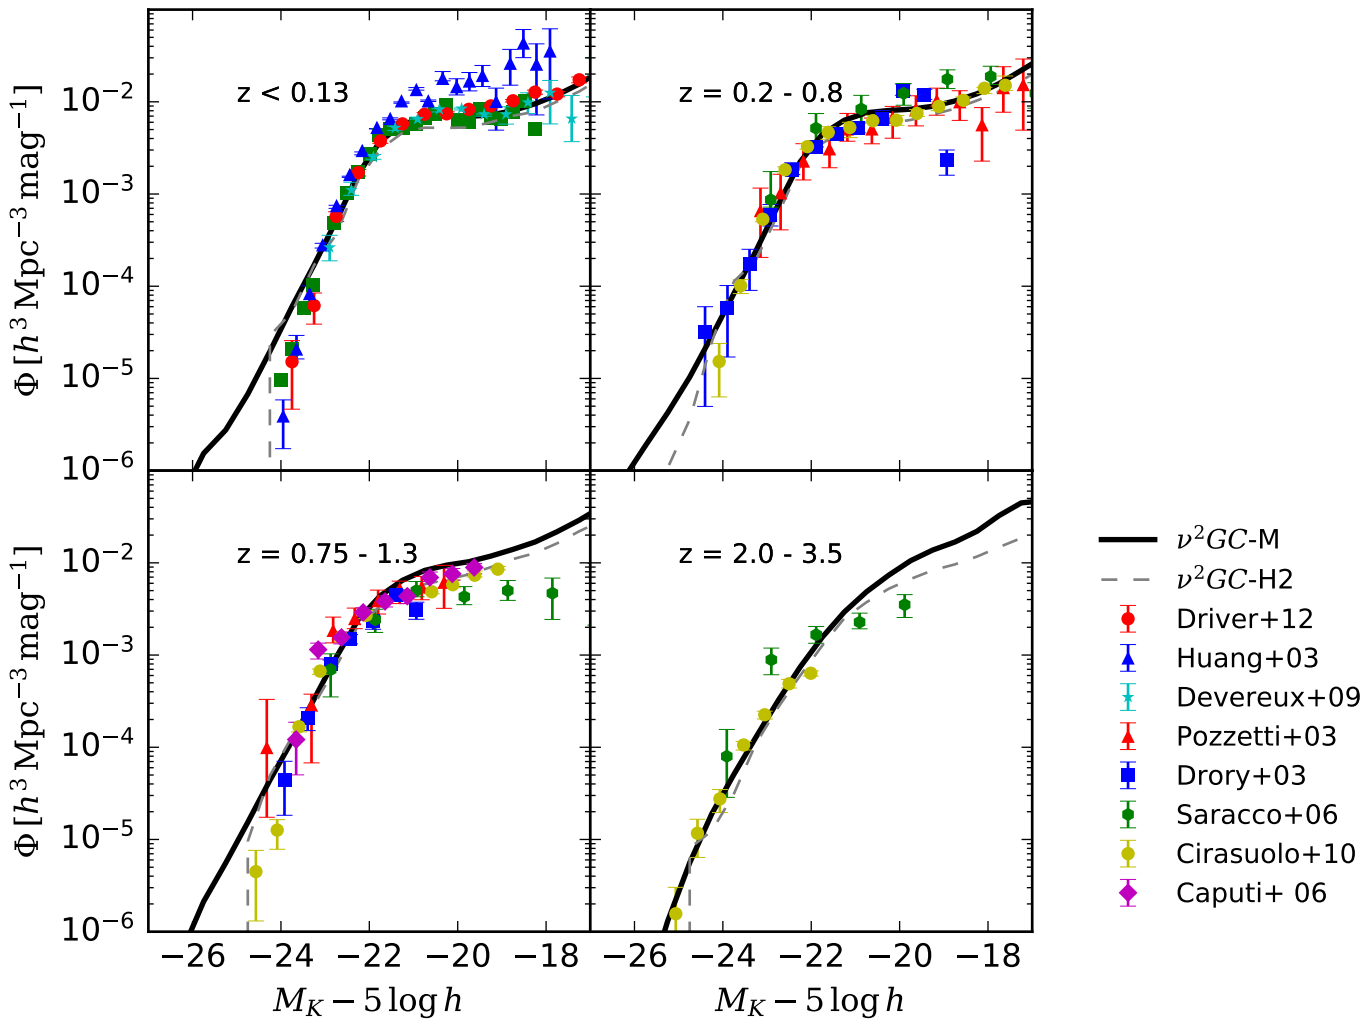 z < 0.13
z = 0.2 - 0.8
10⁻²
10⁻³
10⁻⁴
10⁻⁵
10⁻⁶
Φ [h³ Mpc⁻³ mag⁻¹]
z = 0.75 - 1.3
z = 2.0 - 3.5
10⁻²
10⁻³
10⁻⁴
10⁻⁵
10⁻⁶
Φ [h³ Mpc⁻³ mag⁻¹]
−26 −24 −22 −20 −18
−26 −24 −22 −20 −18
M_K − 5 log h
M_K − 5 log h
ν²GC-M
ν²GC-H2
Driver+12
Huang+03
Devereux+09
Pozzetti+03
Drory+03
Saracco+06
Cirasuolo+10
Caputi+ 06